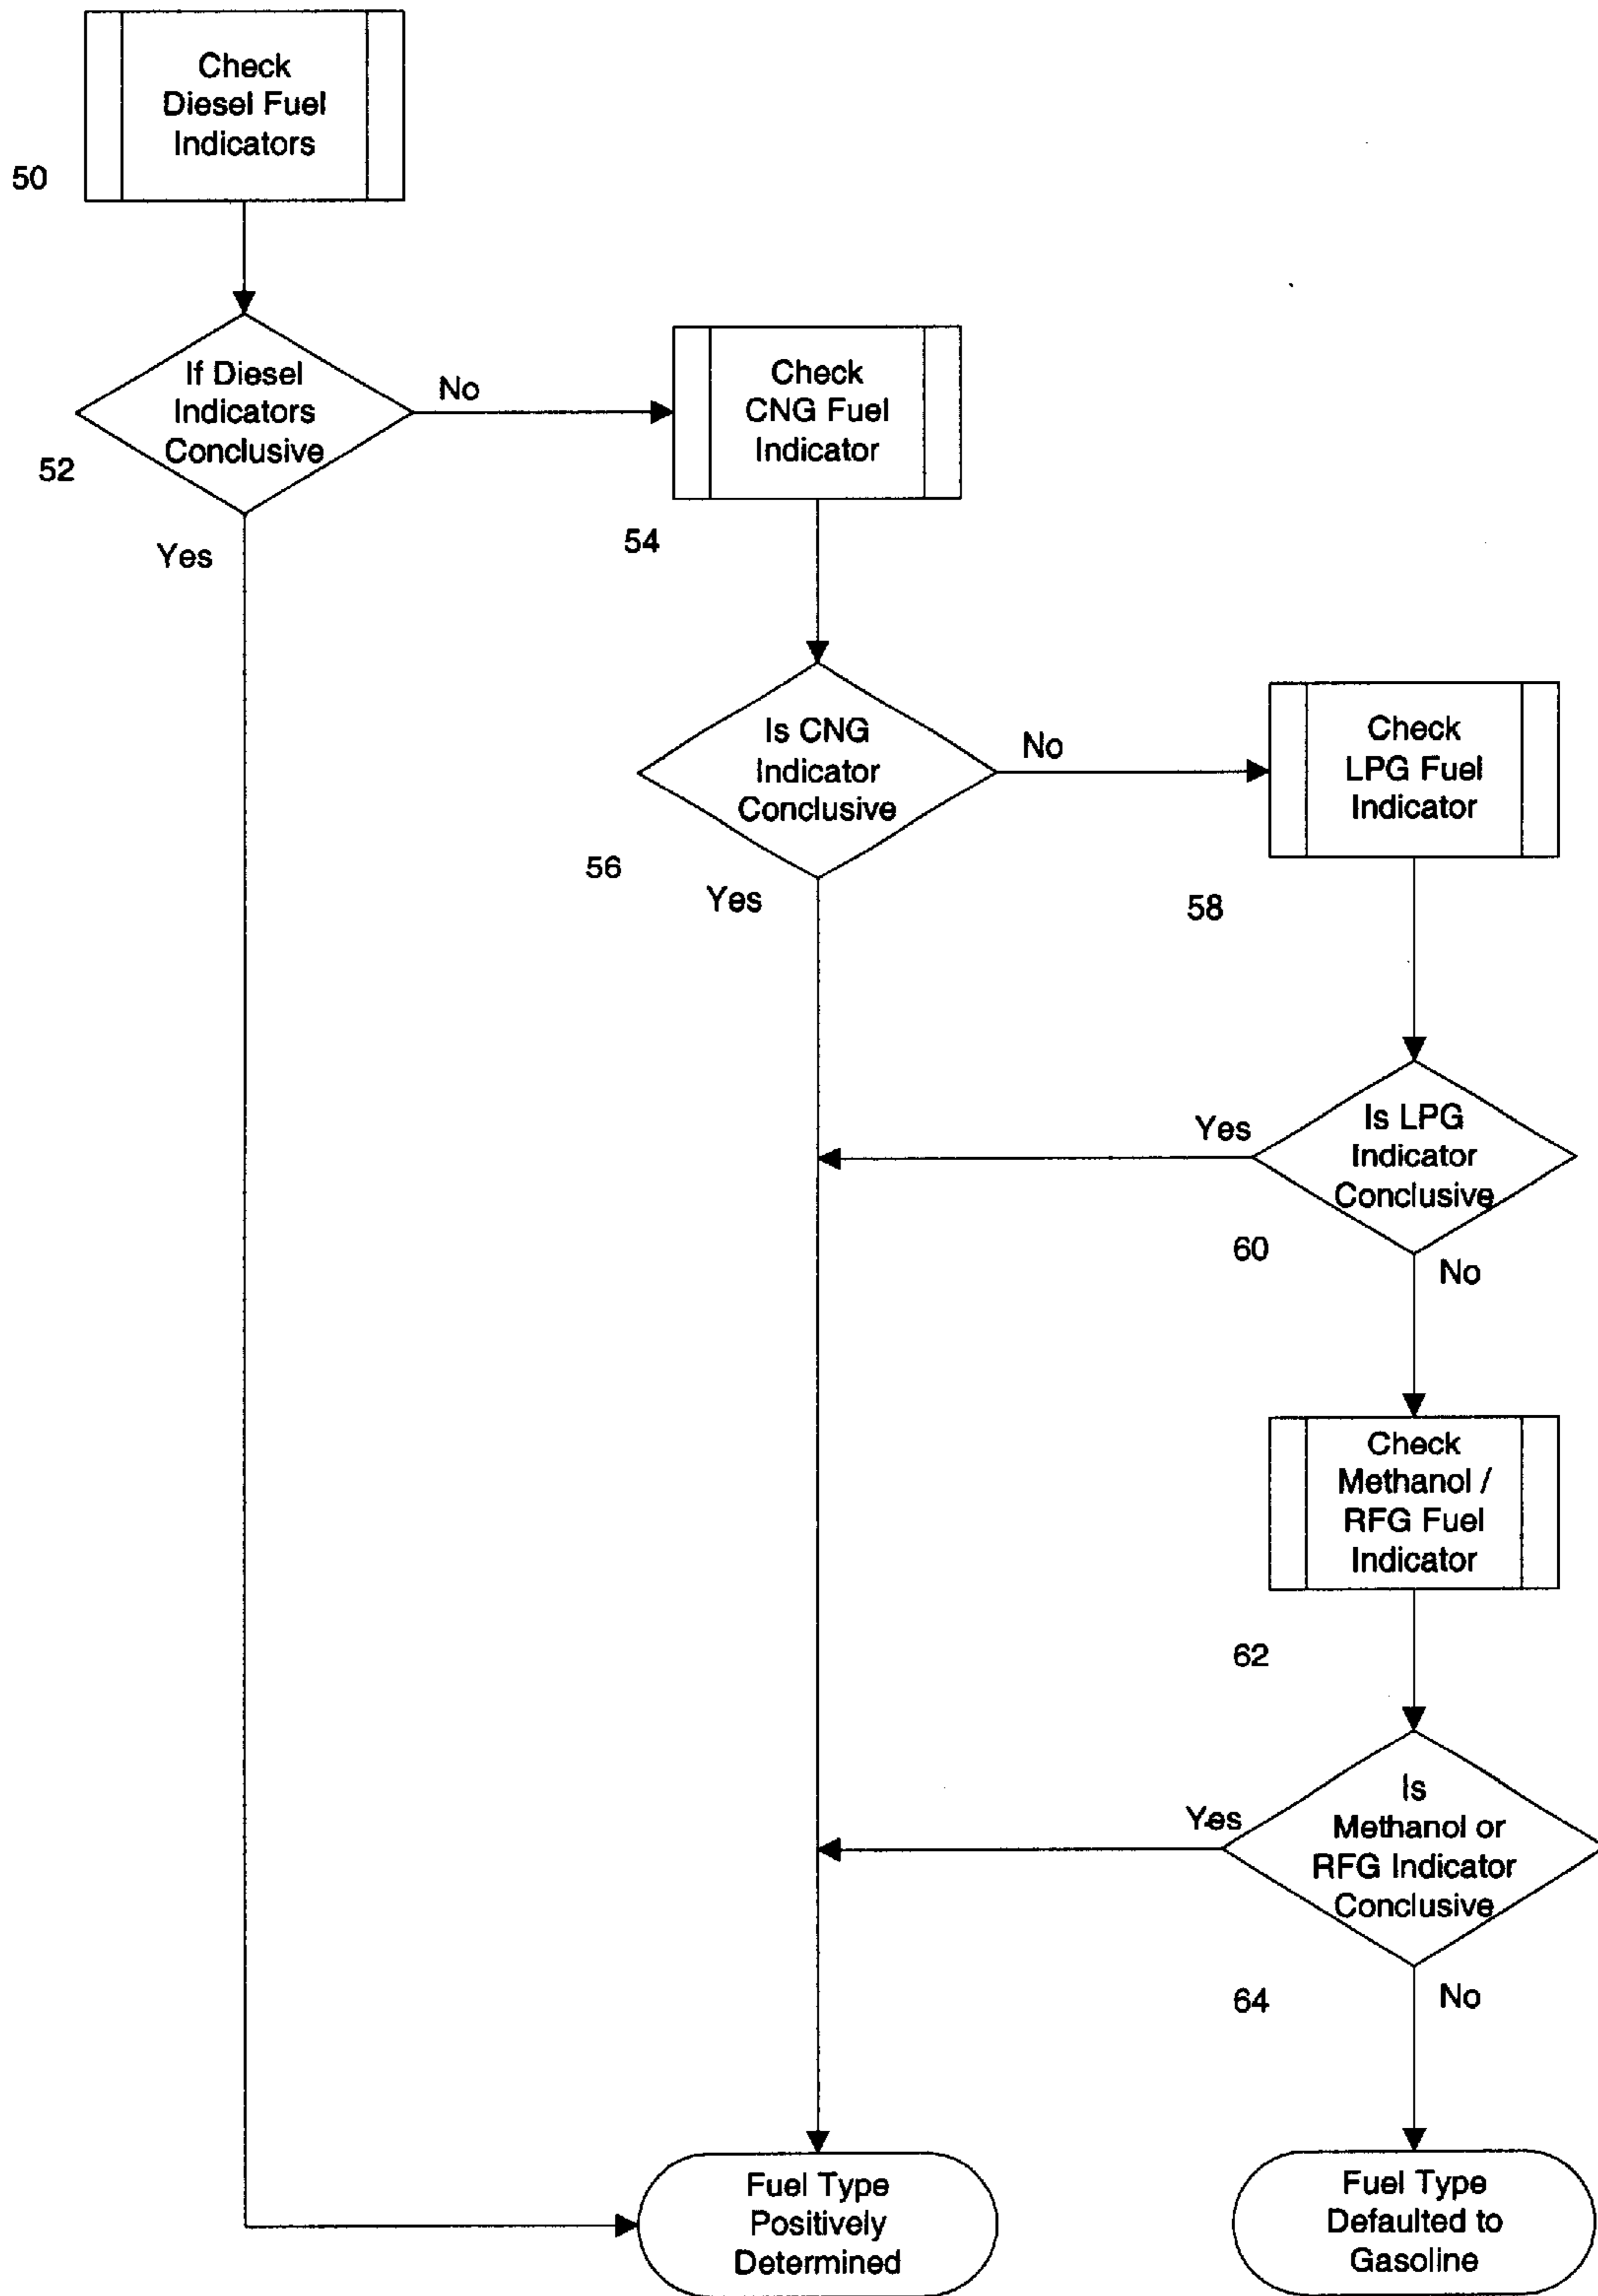 Check
Diesel Fuel
Indicators
50
If Diesel
Indicators
Conclusive
No
52
Yes
Check
CNG Fuel
Indicator
54
Is CNG
Indicator
Conclusive
No
56
Yes
Check
LPG Fuel
Indicator
58
Is LPG
Indicator
Conclusive
Yes
60
No
Check
Methanol /
RFG Fuel
Indicator
62
Is
Methanol or
RFG Indicator
Conclusive
Yes
64
No
Fuel Type
Positively
Determined
Fuel Type
Defaulted to
Gasoline